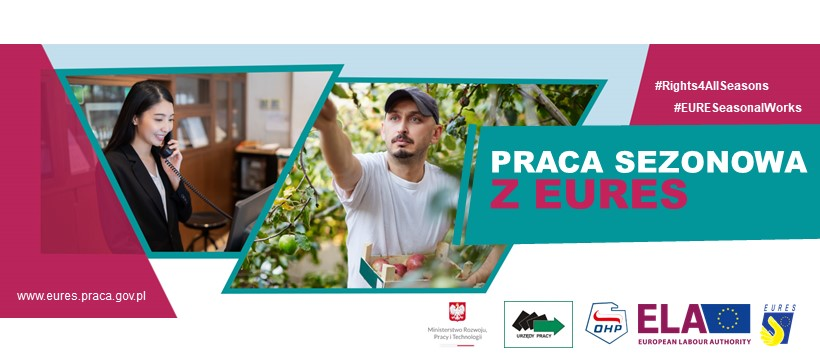 #Rights4AllSeasons
#EURESeasonalWorks
PRACA SEZONOWA
Z EURES
www.eures.praca.gov.pl
Ministerstwo Rozwoju,
Pracy i Technologii
URZĘDY PRACY
OHP
ELA
EUROPEAN LABOUR AUTHORITY
EURES